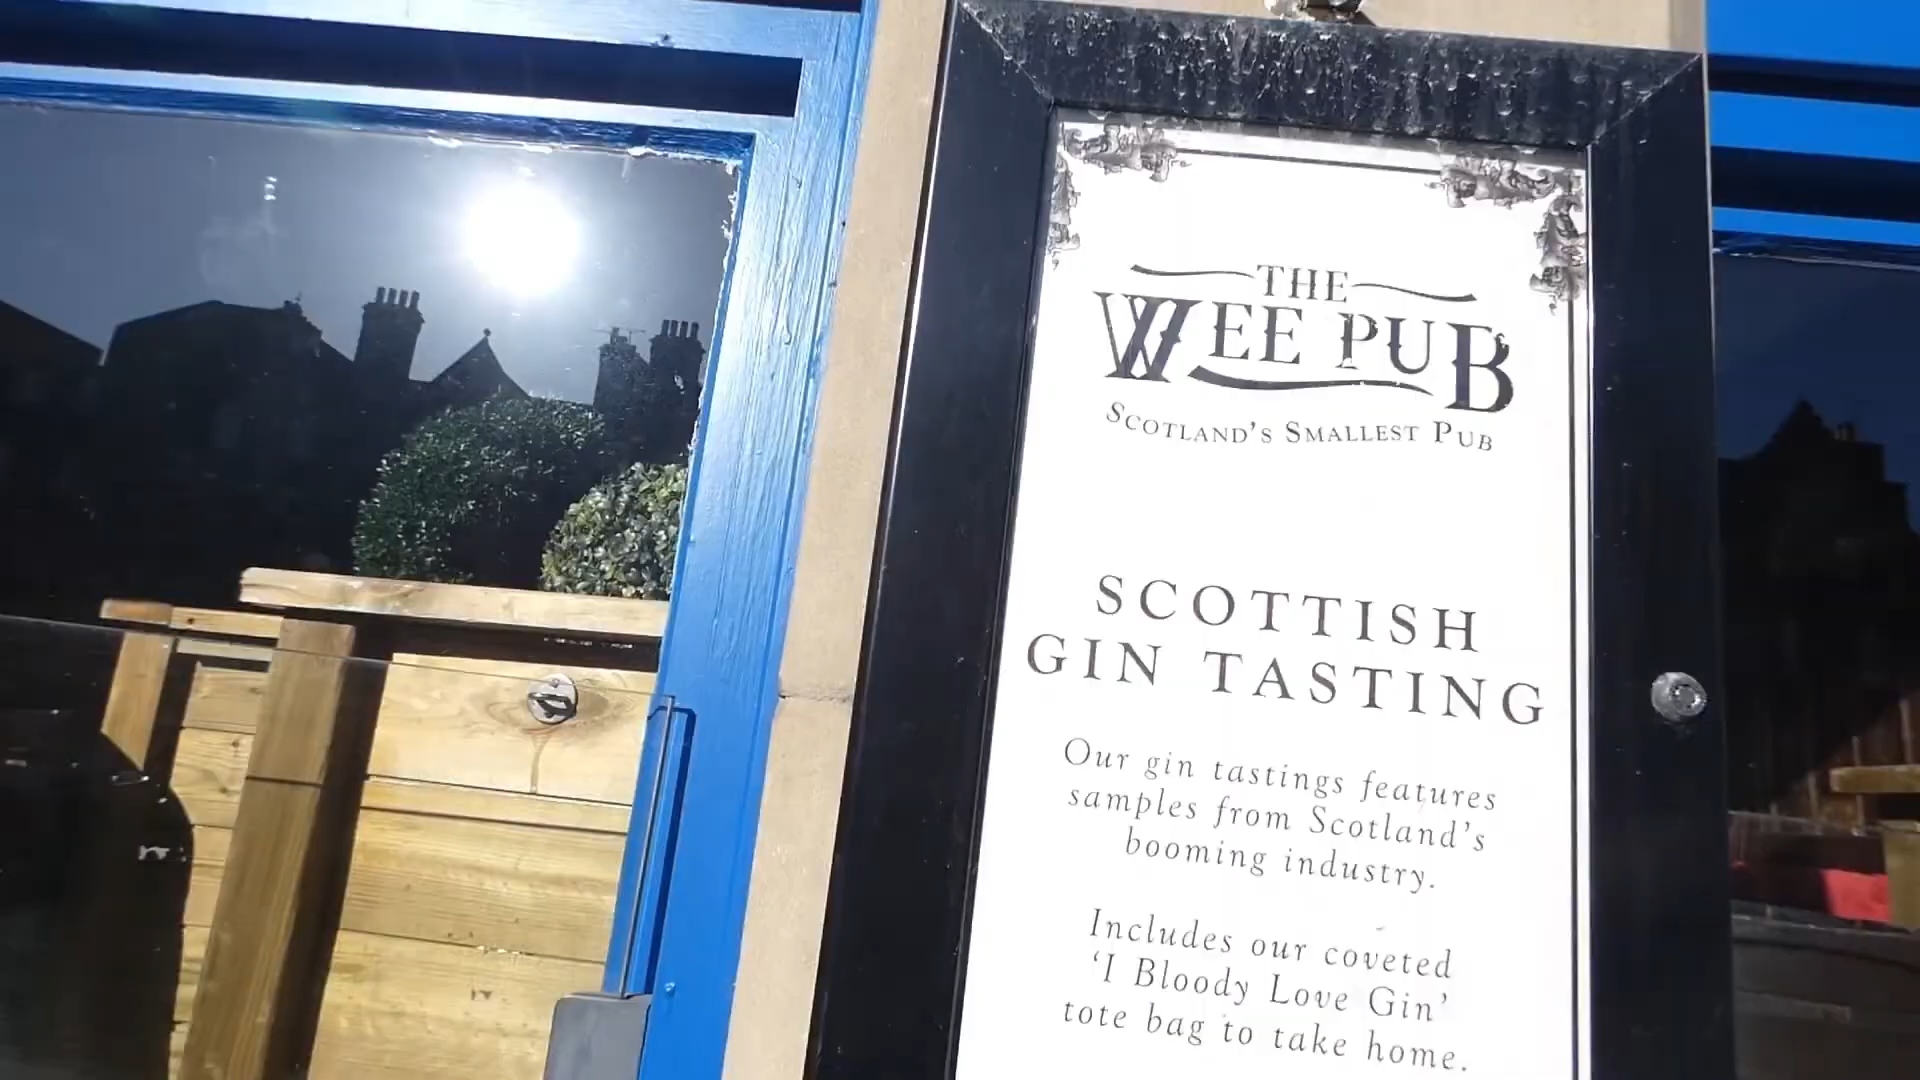 THE
WEE PUB
SCOTLAND'S SMALLEST PUB
SCOTTISH
GIN TASTING
Our gin tastings features
samples from Scotland's
booming industry.
Includes our coveted
'I Bloody Love Gin'
tote bag to take home.